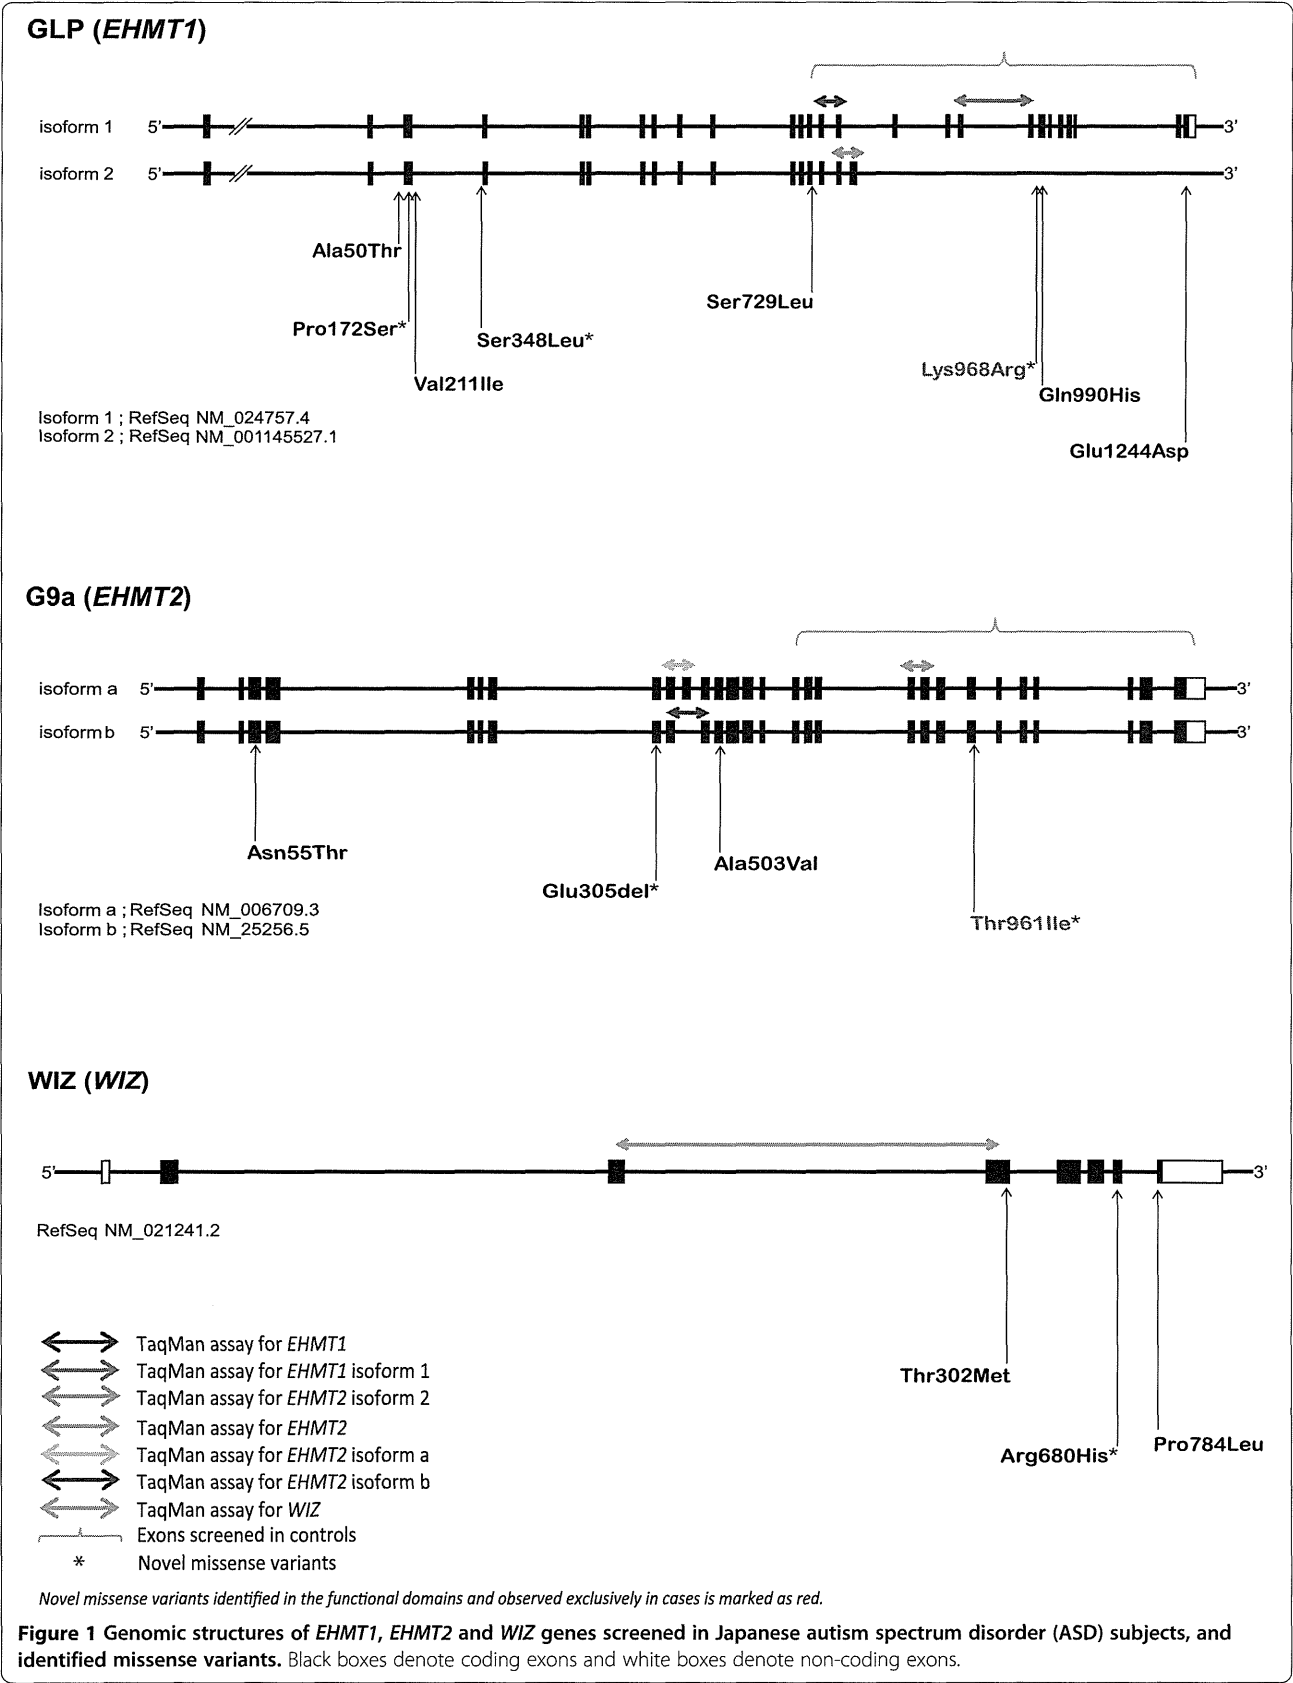 GLP (EHMT1)
isoform 1 5' 3'
isoform 2 5' 3'
Ala50Thr
Ser729Leu
Pro172Ser*
Ser348Leu*
Lys968Arg*
Val211Ile
Gln990His
Isoform 1 ; RefSeq NM_024757.4
Isoform 2 ; RefSeq NM_001145527.1
Glu1244Asp
G9a (EHMT2)
isoform a 5' 3'
isoform b 5' 3'
Asn55Thr
Ala503Val
Glu305del*
Isoform a ; RefSeq NM_006709.3
Isoform b ; RefSeq NM_25256.5
Thr961Ile*
WIZ (WIZ)
5' 3'
RefSeq NM_021241.2
Thr302Met
Arg680His*
Pro784Leu
TaqMan assay for EHMT1
TaqMan assay for EHMT1 isoform 1
TaqMan assay for EHMT2 isoform 2
TaqMan assay for EHMT2
TaqMan assay for EHMT2 isoform a
TaqMan assay for EHMT2 isoform b
TaqMan assay for WIZ
Exons screened in controls
* Novel missense variants
Novel missense variants identified in the functional domains and observed exclusively in cases is marked as red.
Figure 1 Genomic structures of EHMT1, EHMT2 and WIZ genes screened in Japanese autism spectrum disorder (ASD) subjects, and
identified missense variants. Black boxes denote coding exons and white boxes denote non-coding exons.